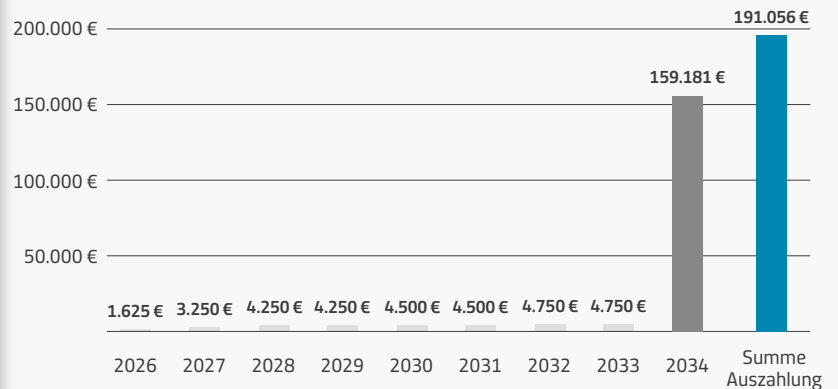 191.056 €
200.000 €
159.181 €
150.000 €
100.000 €
50.000 €
1.625 € 3.250 € 4.250 € 4.250 € 4.500 € 4.500 € 4.750 € 4.750 €
2026 2027 2028 2029 2030 2031 2032 2033 2034 Summe
Auszahlung